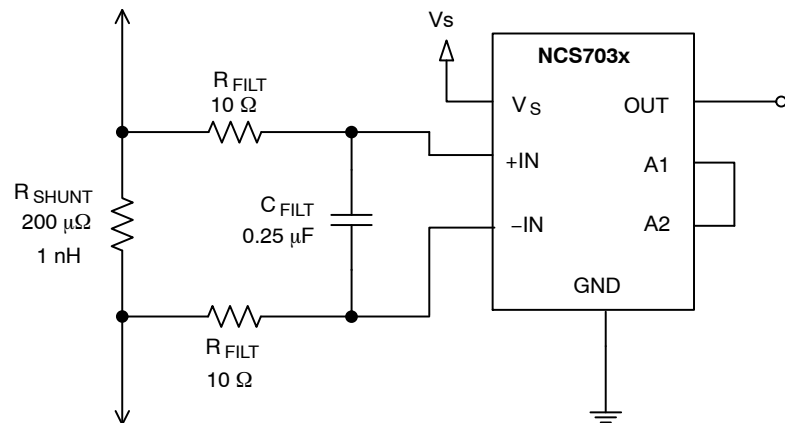 Vs
NCS703x
R FILT
10 Ω
VS
OUT
+IN
A1
R SHUNT
200 μΩ
1 nH
C FILT
0.25 μF
−IN
A2
GND
R FILT
10 Ω